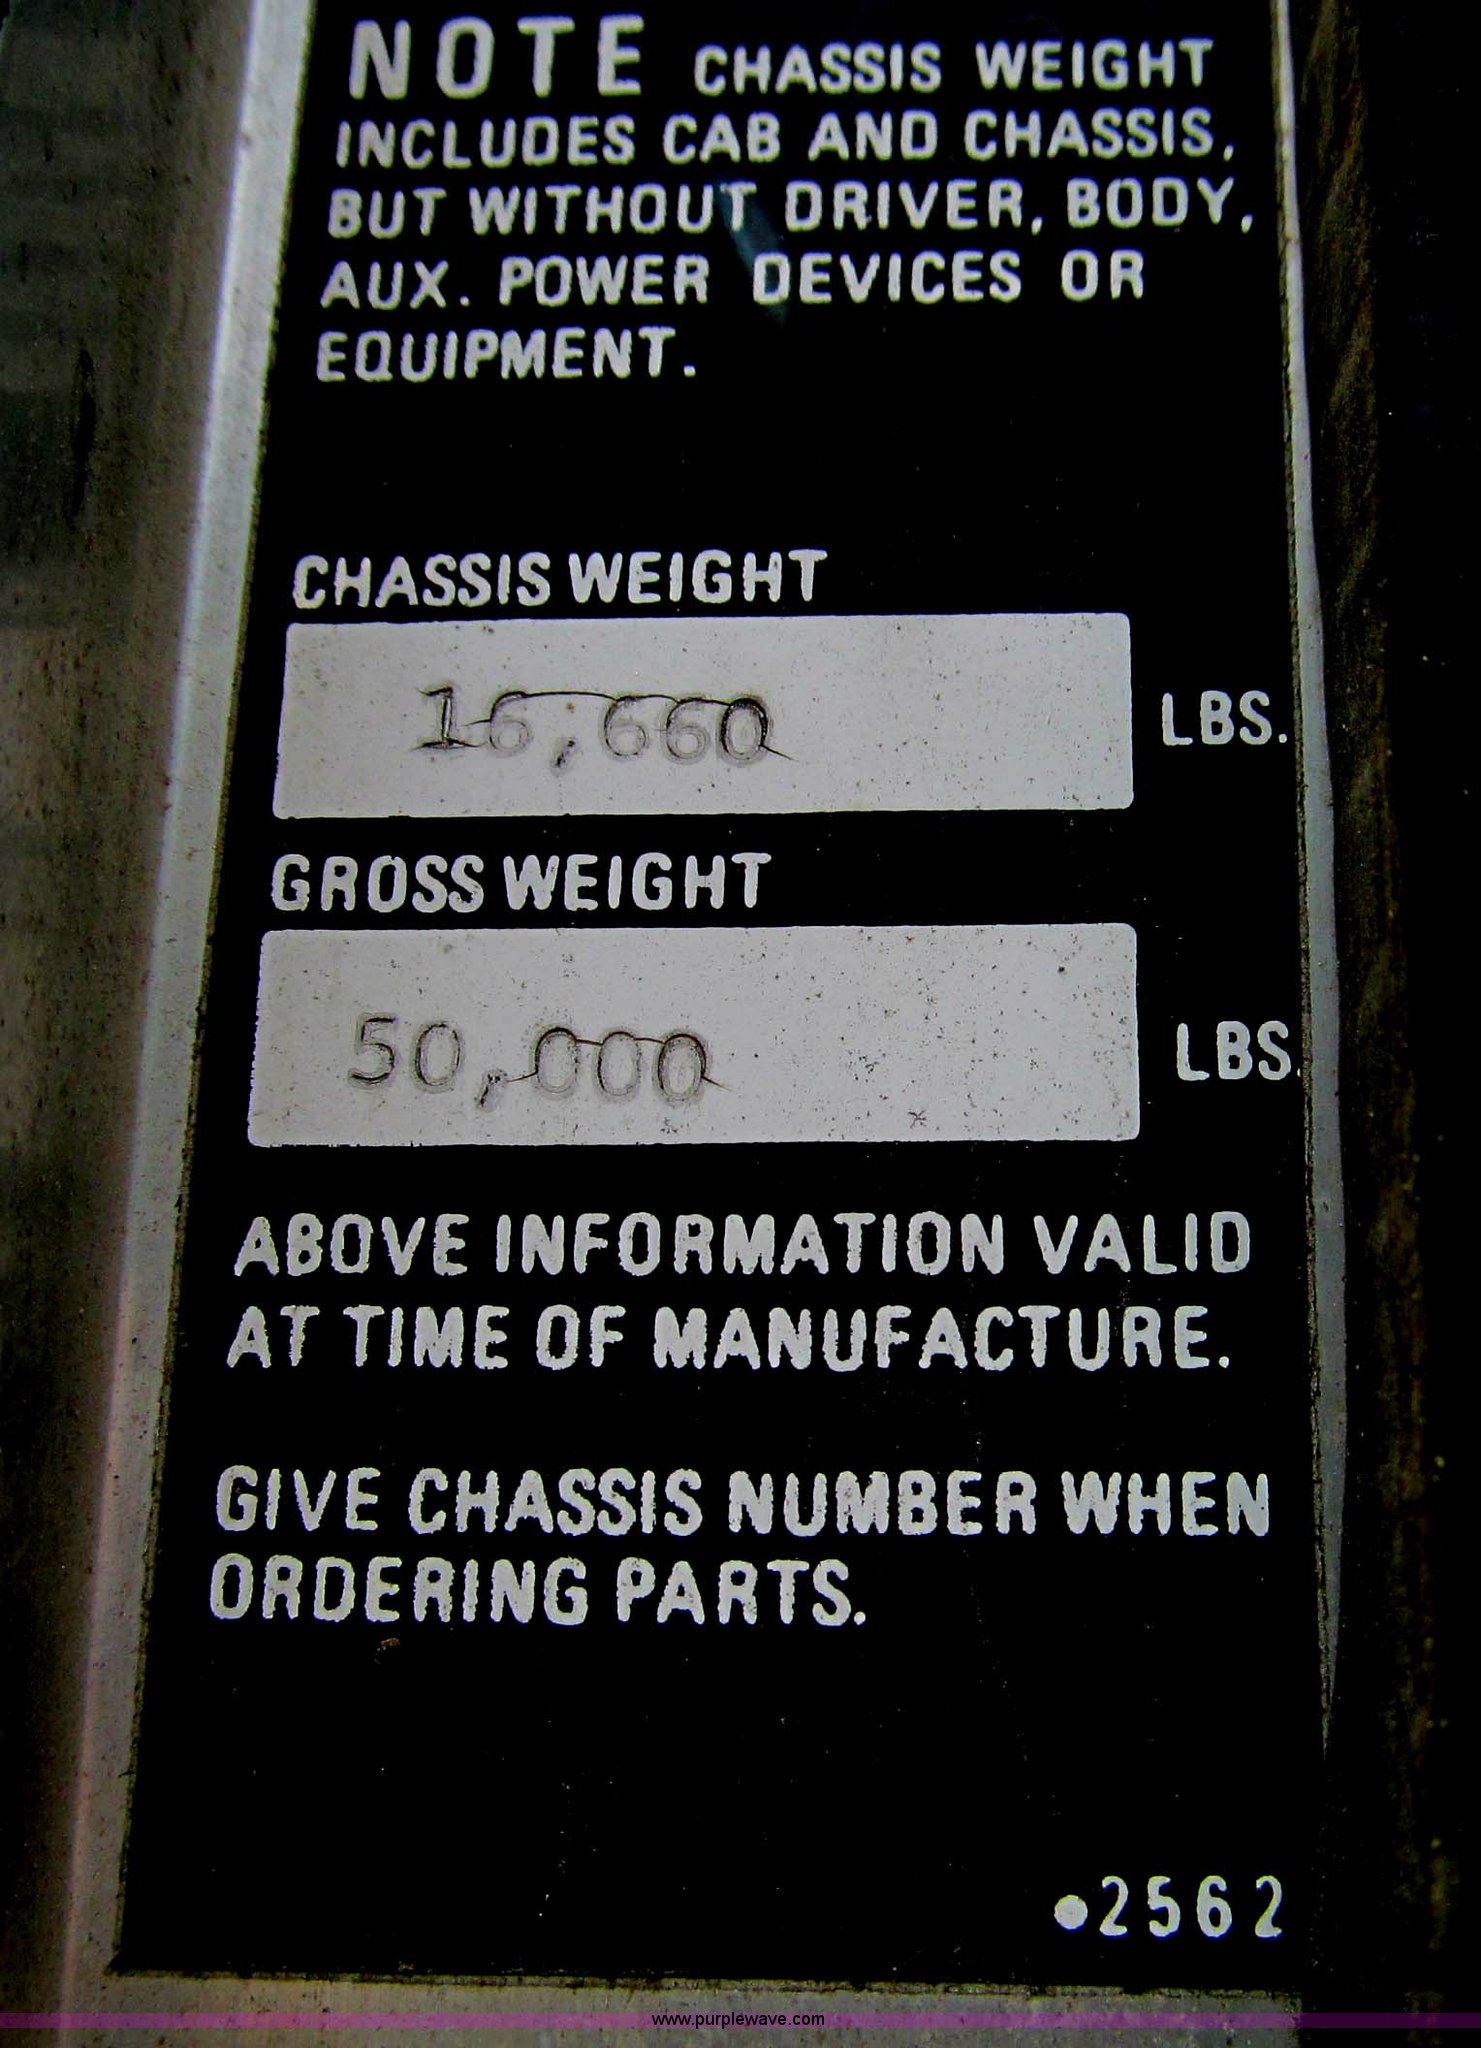 NOTE CHASSIS WEIGHT
INCLUDES CAB AND CHASSIS,
BUT WITHOUT DRIVER, BODY,
AUX. POWER DEVICES OR
EQUIPMENT.
CHASSIS WEIGHT
16,660 LBS.
GROSS WEIGHT
50,000 LBS.
ABOVE INFORMATION VALID
AT TIME OF MANUFACTURE.
GIVE CHASSIS NUMBER WHEN
ORDERING PARTS.
•2562
www.purplewave.com